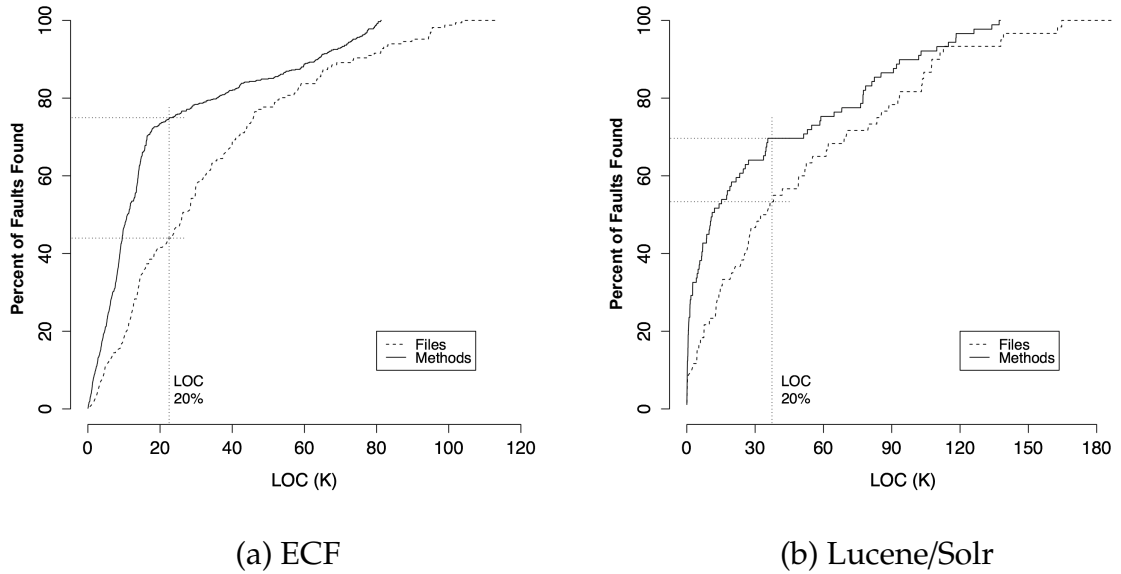 Percent of Faults Found
100
80
60
40
20
0
LOC
20%
Files
Methods
0 20 40 60 80 100 120
LOC (K)
(a) ECF
Percent of Faults Found
100
80
60
40
20
0
LOC
20%
Files
Methods
0 30 60 90 120 150 180
LOC (K)
(b) Lucene/Solr